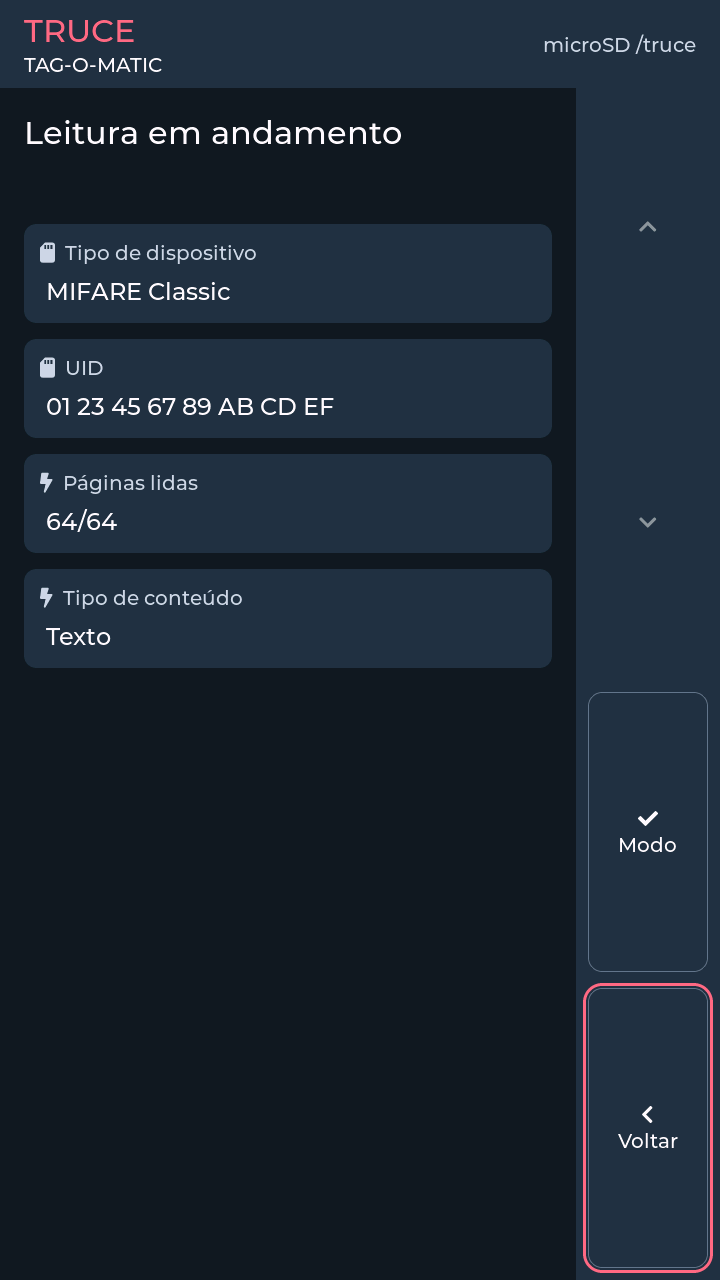 TRUCE
TAG-O-MATIC
microSD /truce
Leitura em andamento
Tipo de dispositivo
MIFARE Classic
UID
01 23 45 67 89 AB CD EF
Páginas lidas
64/64
Tipo de conteúdo
Texto
Modo
Voltar